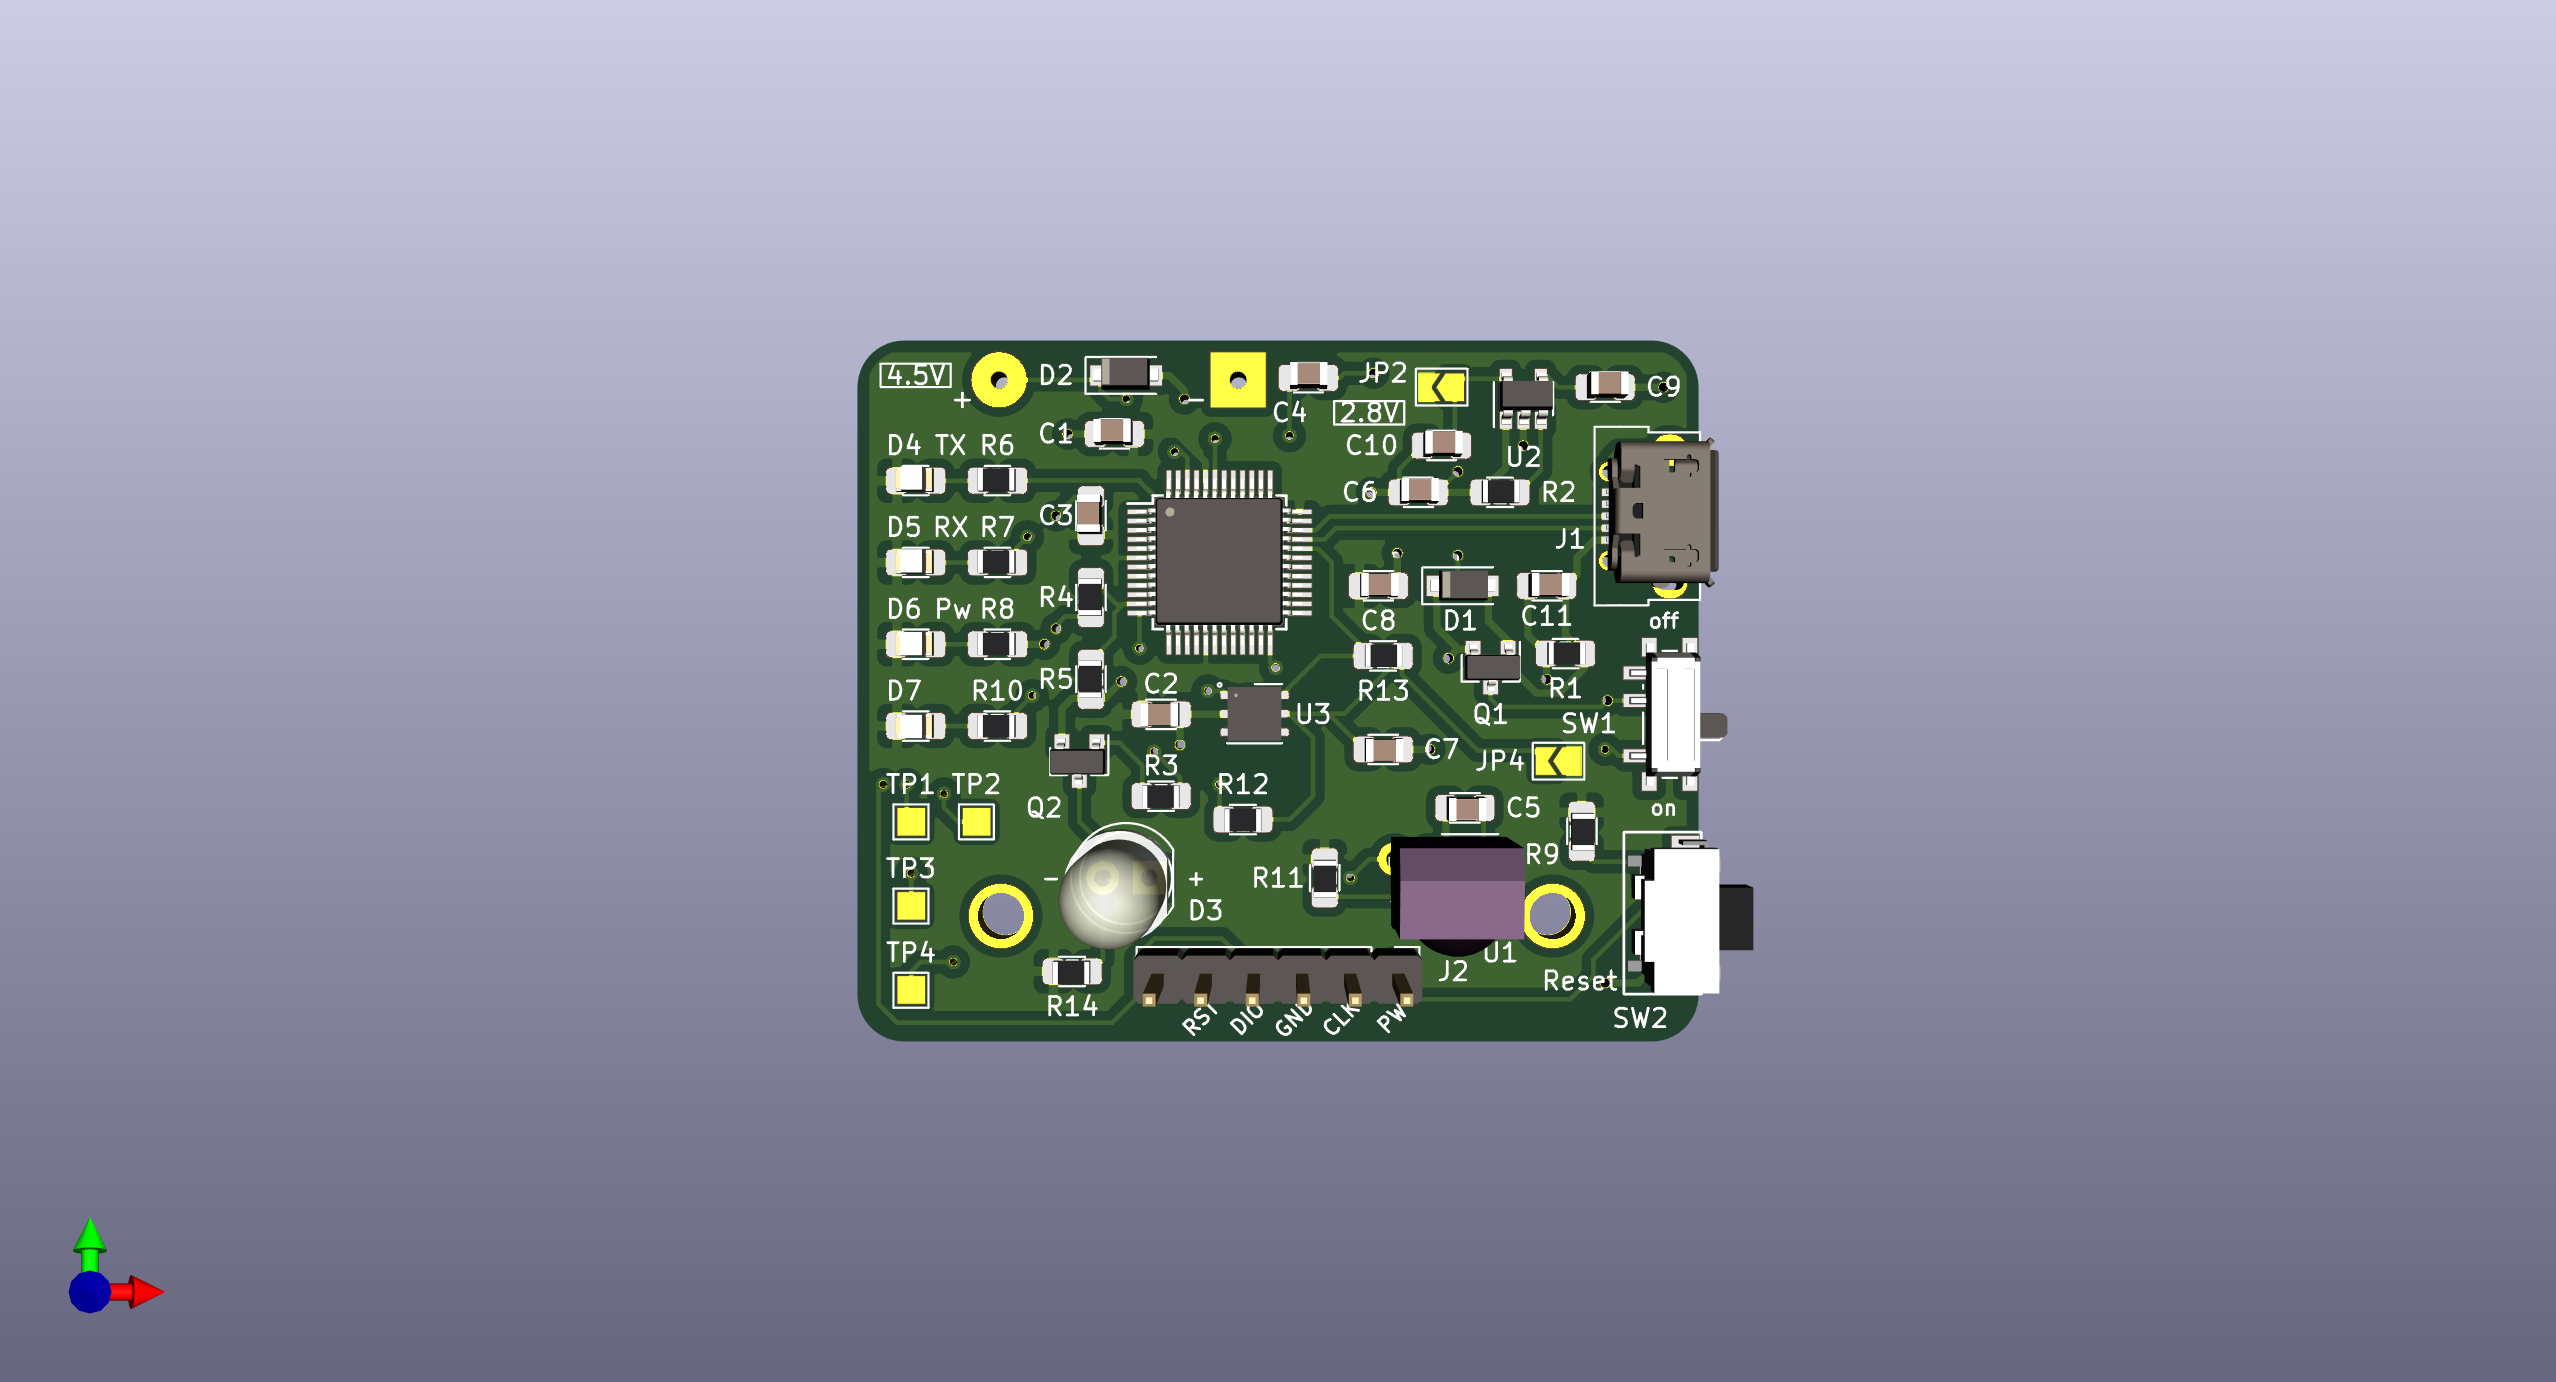 4.5V
+
D2
-
C4
JP2
2.8V
C9
C1
C10
U2
D4 TX R6
C6
R2
C3
D5 RX R7
J1
R4
D6 Pw R8
C8
D1
C11
off
R5
C2
D7
R10
U3
R13
Q1
R1
SW1
R3
C7
JP4
TP1
TP2
R12
Q2
C5
on
TP3
-
+
D3
R11
R9
TP4
J2
U1
Reset
R14
RST
DIO
GND
CLK
PW
SW2